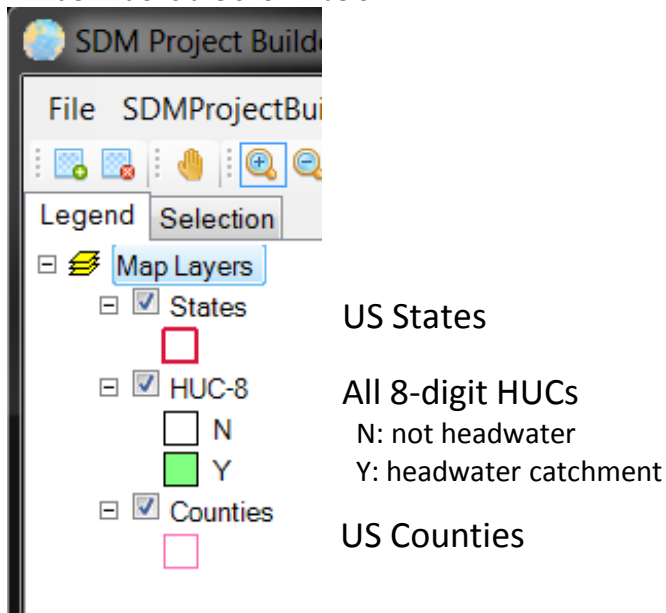 SDM Project Builde
File SDMProjectBui
Legend Selection
Map Layers
States
US States
HUC-8
All 8-digit HUCs
N
N: not headwater
Y
Y: headwater catchment
Counties
US Counties